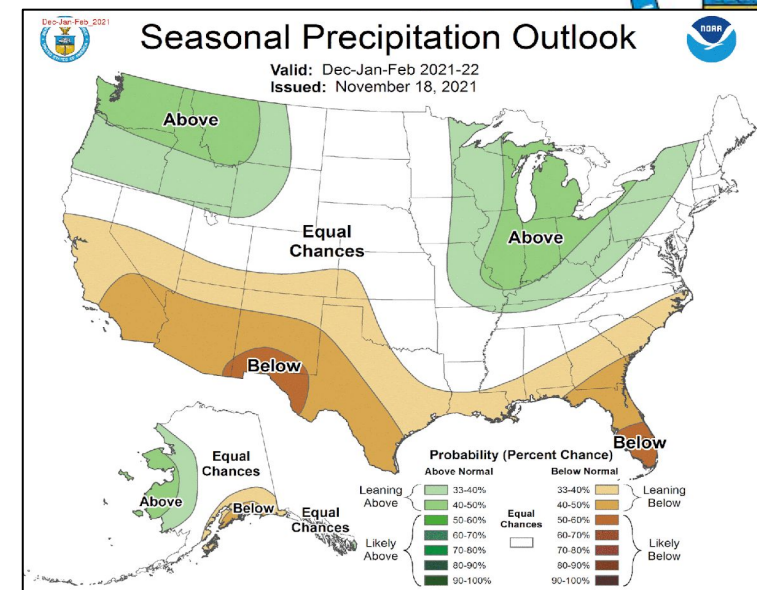 Dec-Jan-Feb 2021
Seasonal Precipitation Outlook
NOAA
Valid: Dec-Jan-Feb 2021-22
Issued: November 18, 2021
Above
Equal
Chances
Above
Below
Below
Equal
Chances
Above
Below
Equal
Chances
Probability (Percent Chance)
Above Normal
Below Normal
Leaning
Above
33-40%
40-50%
Likely
Above
50-60%
60-70%
70-80%
80-90%
90-100%
Equal
Chances
33-40%
40-50%
Leaning
Below
50-60%
60-70%
70-80%
80-90%
90-100%
Likely
Below